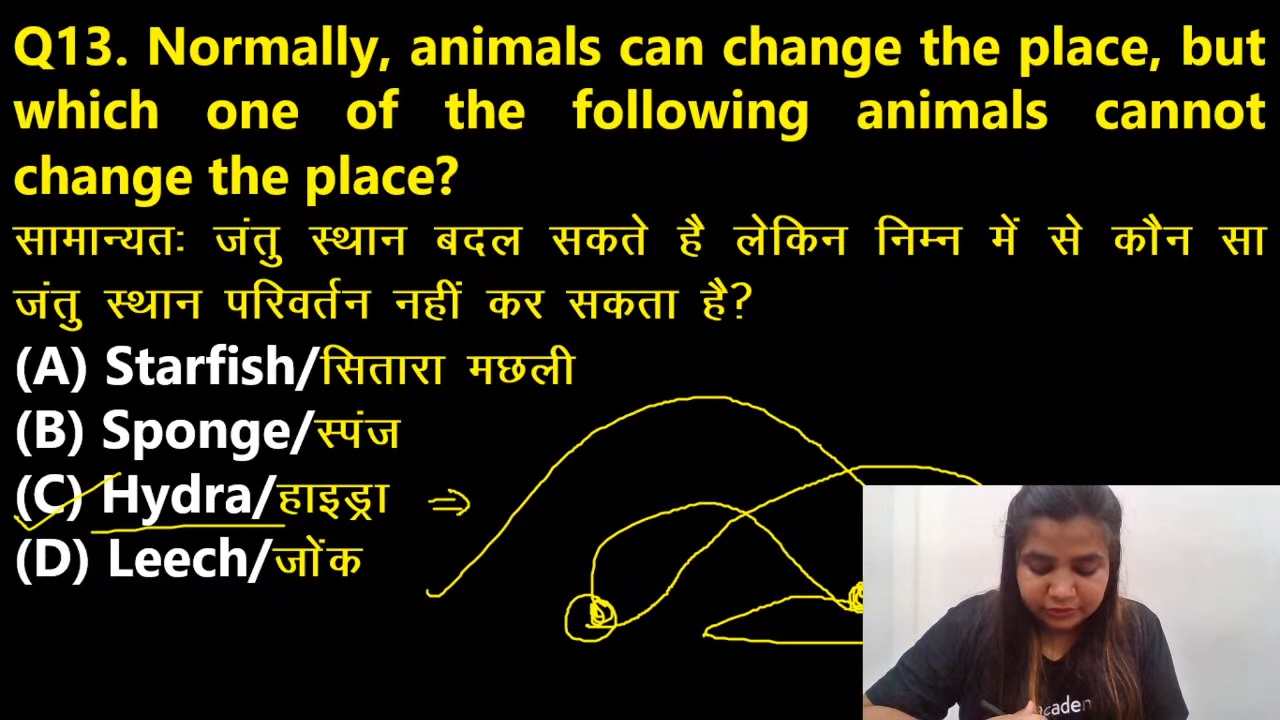 Q13. Normally, animals can change the place, but
which one of the following animals cannot
change the place?
सामान्यतः जंतु स्थान बदल सकते है लेकिन निम्न में से कौन सा
जंतु स्थान परिवर्तन नहीं कर सकता है?
(A) Starfish/सितारा मछली
(B) Sponge/स्पंज
(C) Hydra/हाइड्रा ⇒
(D) Leech/जोंक
academ